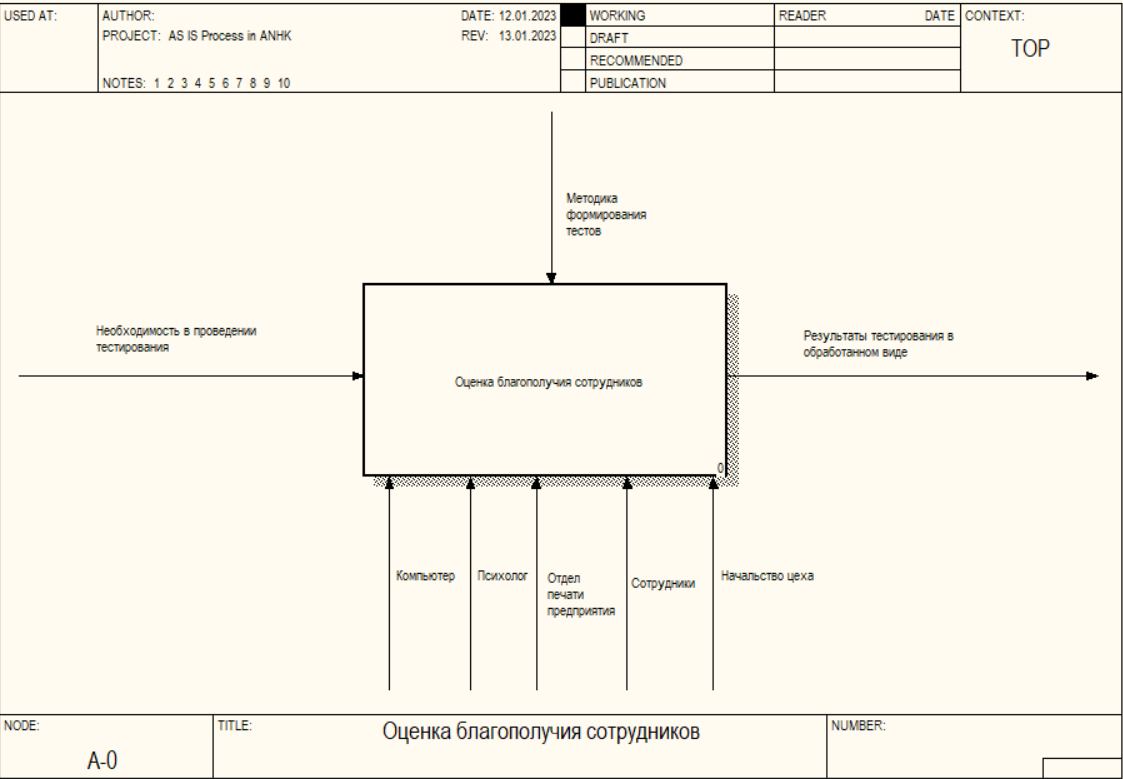 USED AT:
AUTHOR:
DATE: 12.01.2023
WORKING
READER
DATE
CONTEXT:
PROJECT: AS IS Process in ANHK
REV: 13.01.2023
DRAFT
TOP
RECOMMENDED
NOTES: 1 2 3 4 5 6 7 8 9 10
PUBLICATION
Методика
формирования
тестов
Необходимость в проведении
тестирования
Результаты тестирования в
обработанном виде
Оценка благополучия сотрудников
0
Компьютер
Психолог
Отдел
печати
предприятия
Сотрудники
Начальство цеха
NODE:
A-0
TITLE:
Оценка благополучия сотрудников
NUMBER: